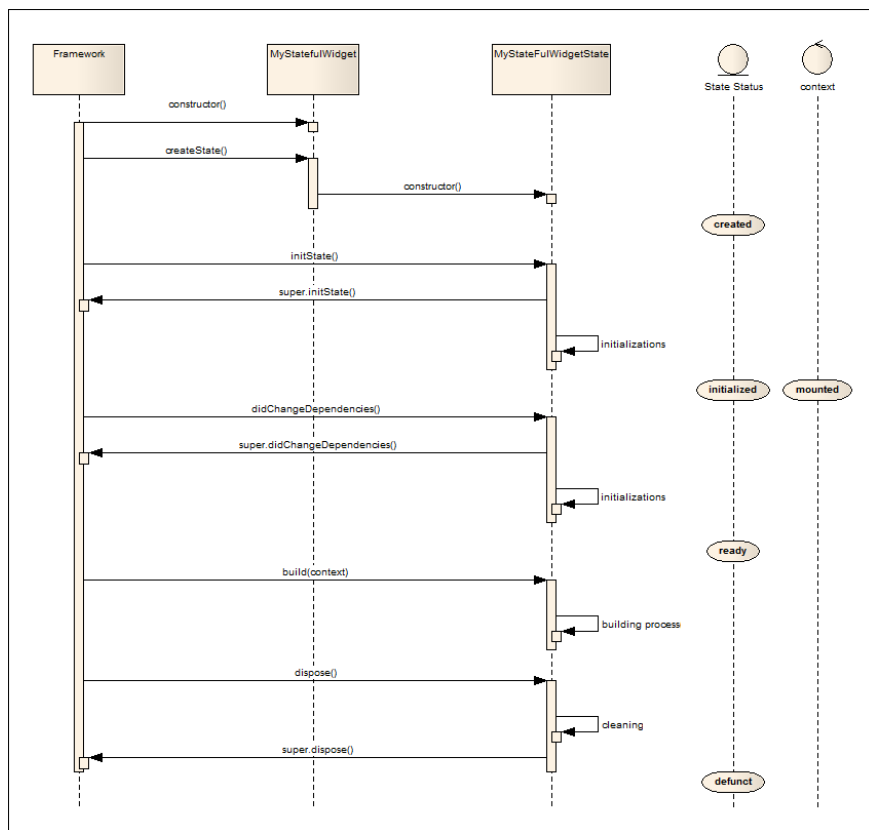 Framework
MyStatefulWidget
MyStateFulWidgetState
State Status
context
constructor()
createState()
constructor()
created
initState()
super.initState()
initializations
initialized
mounted
didChangeDependencies()
super.didChangeDependencies()
initializations
ready
build(context)
building process
dispose()
cleaning
super.dispose()
defunct